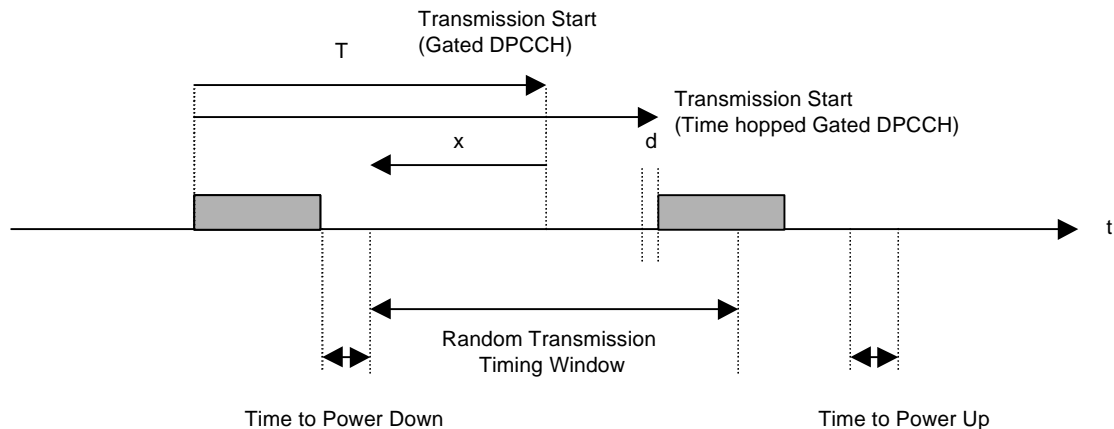 Transmission Start
(Gated DPCCH)
T
Transmission Start
(Time hopped Gated DPCCH)
x
d
t
Random Transmission
Timing Window
Time to Power Down
Time to Power Up